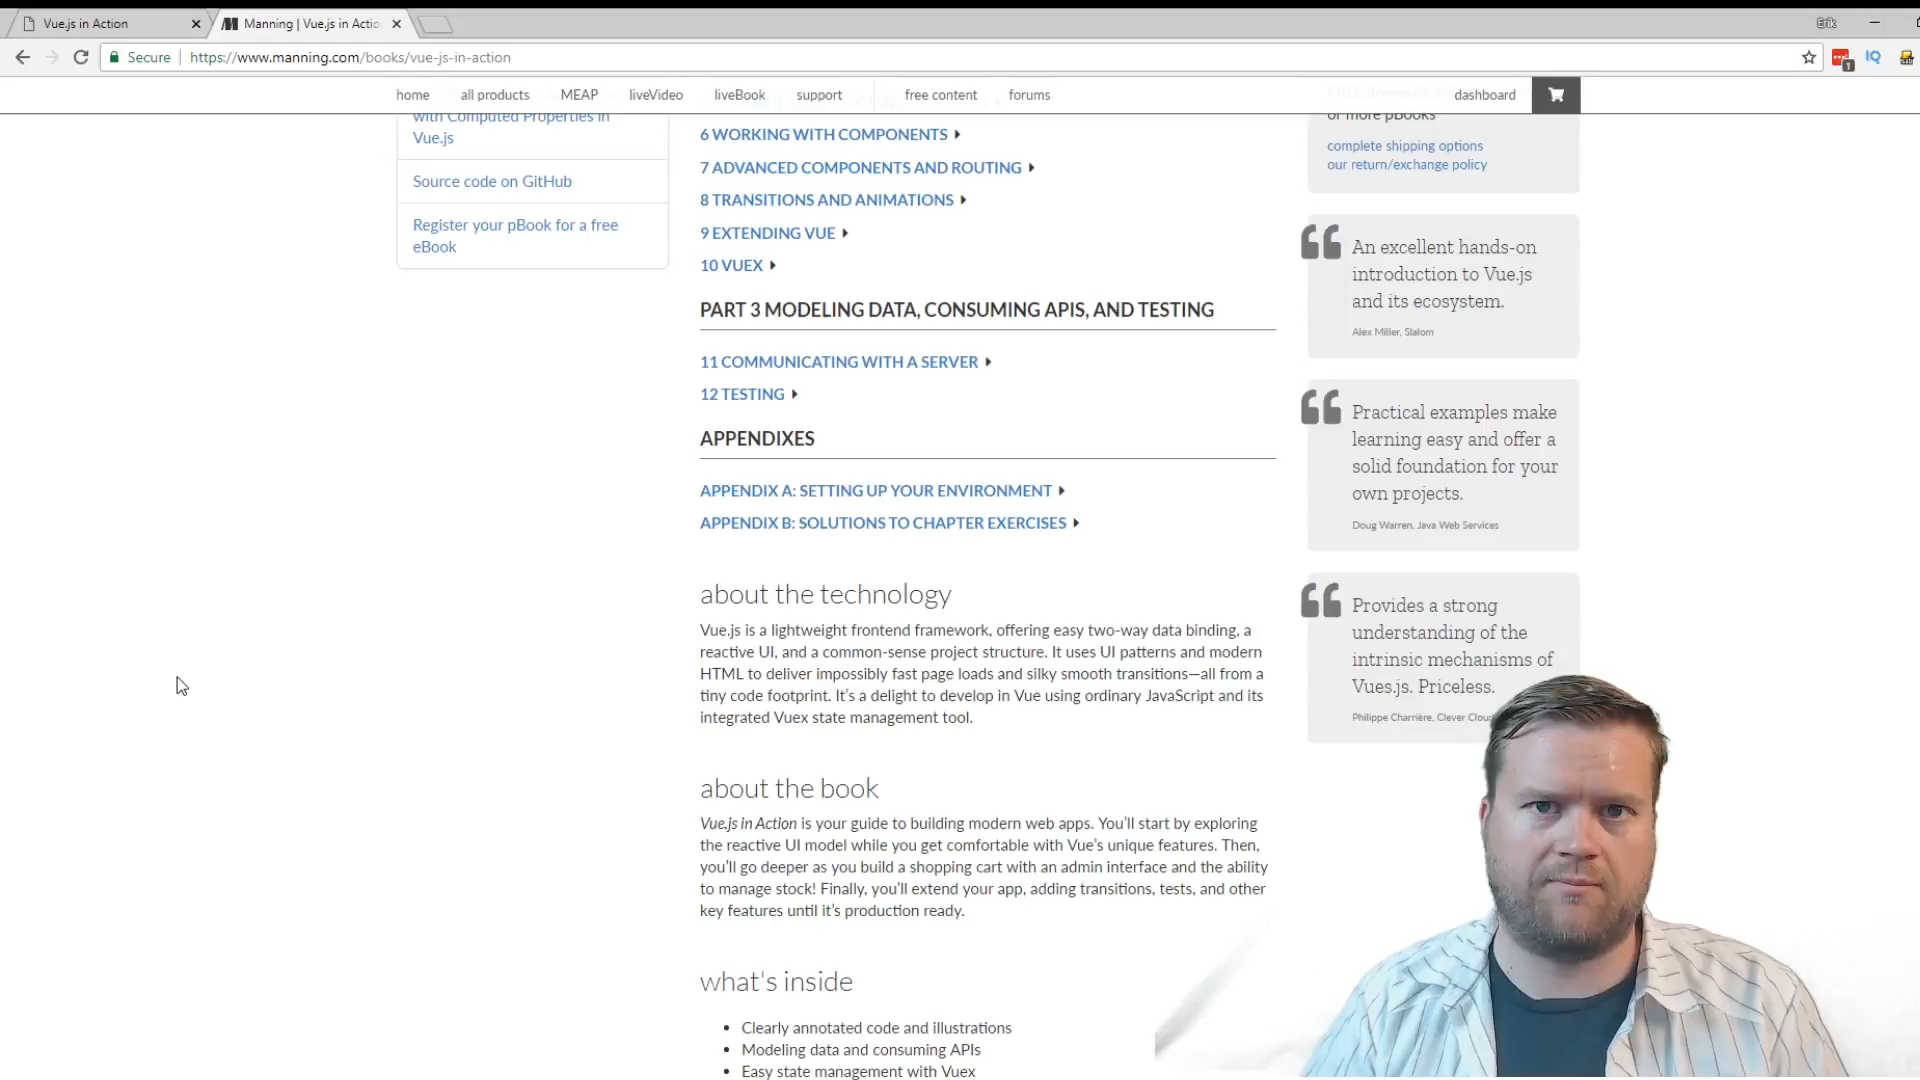 Vue.js in Action
Manning | Vue.js in Actio
Erik
Secure
https://www.manning.com/books/vue-js-in-action
1
IQ
home
all products
MEAP
liveVideo
liveBook
support
free content
forums
dashboard
with Computed Properties in
Vue.js
Source code on GitHub
Register your pBook for a free
eBook
6 WORKING WITH COMPONENTS
7 ADVANCED COMPONENTS AND ROUTING
8 TRANSITIONS AND ANIMATIONS
9 EXTENDING VUE
10 VUEX
PART 3 MODELING DATA, CONSUMING APIS, AND TESTING
11 COMMUNICATING WITH A SERVER
12 TESTING
APPENDIXES
APPENDIX A: SETTING UP YOUR ENVIRONMENT
APPENDIX B: SOLUTIONS TO CHAPTER EXERCISES
about the technology
Vue.js is a lightweight frontend framework, offering easy two-way data binding, a
reactive UI, and a common-sense project structure. It uses UI patterns and modern
HTML to deliver impossibly fast page loads and silky smooth transitions—all from a
tiny code footprint. It's a delight to develop in Vue using ordinary JavaScript and its
integrated Vuex state management tool.
about the book
Vue.js in Action is your guide to building modern web apps. You'll start by exploring
the reactive UI model while you get comfortable with Vue's unique features. Then,
you'll go deeper as you build a shopping cart with an admin interface and the ability
to manage stock! Finally, you'll extend your app, adding transitions, tests, and other
key features until it's production ready.
what's inside
• Clearly annotated code and illustrations
• Modeling data and consuming APIs
• Easy state management with Vuex
or more pBooks
complete shipping options
our return/exchange policy
An excellent hands-on
introduction to Vue.js
and its ecosystem.
Alex Miller, Slalom
Practical examples make
learning easy and offer a
solid foundation for your
own projects.
Doug Warren, Java Web Services
Provides a strong
understanding of the
intrinsic mechanisms of
Vues.js. Priceless.
Philippe Charrière, Clever Clou